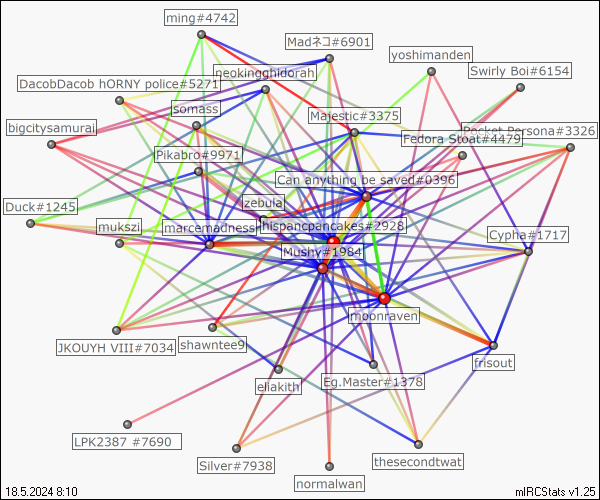 ming#4742
Madネコ#6901
yoshimanden
neokingghidorah
Swirly Boi#6154
DacobDacob hORNY police#5271
somass
Majestic#3375
bigcitysamurai
Pocket Persona#3326
Fedora Stoat#4479
Pikabro#9971
Can anything be saved#0396
zebula
Duck#1245
mukszi
marcemadness
hispancpancakes#2928
Cypha#1717
Mushy#1984
moonraven
JKOUYH VIII#7034
shawntee9
frisout
eliakith
Eg.Master#1378
LPK2387 #7690
Silver#7938
thesecondtwat
normalwan
18.5.2024 8:10
mIRCStats v1.25